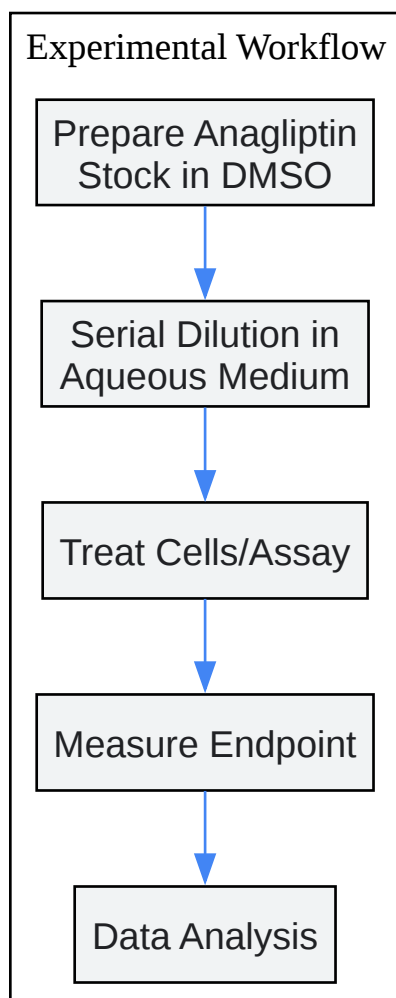 Experimental Workflow
Prepare Anagliptin
Stock in DMSO
Serial Dilution in
Aqueous Medium
Treat Cells/Assay
Measure Endpoint
Data Analysis